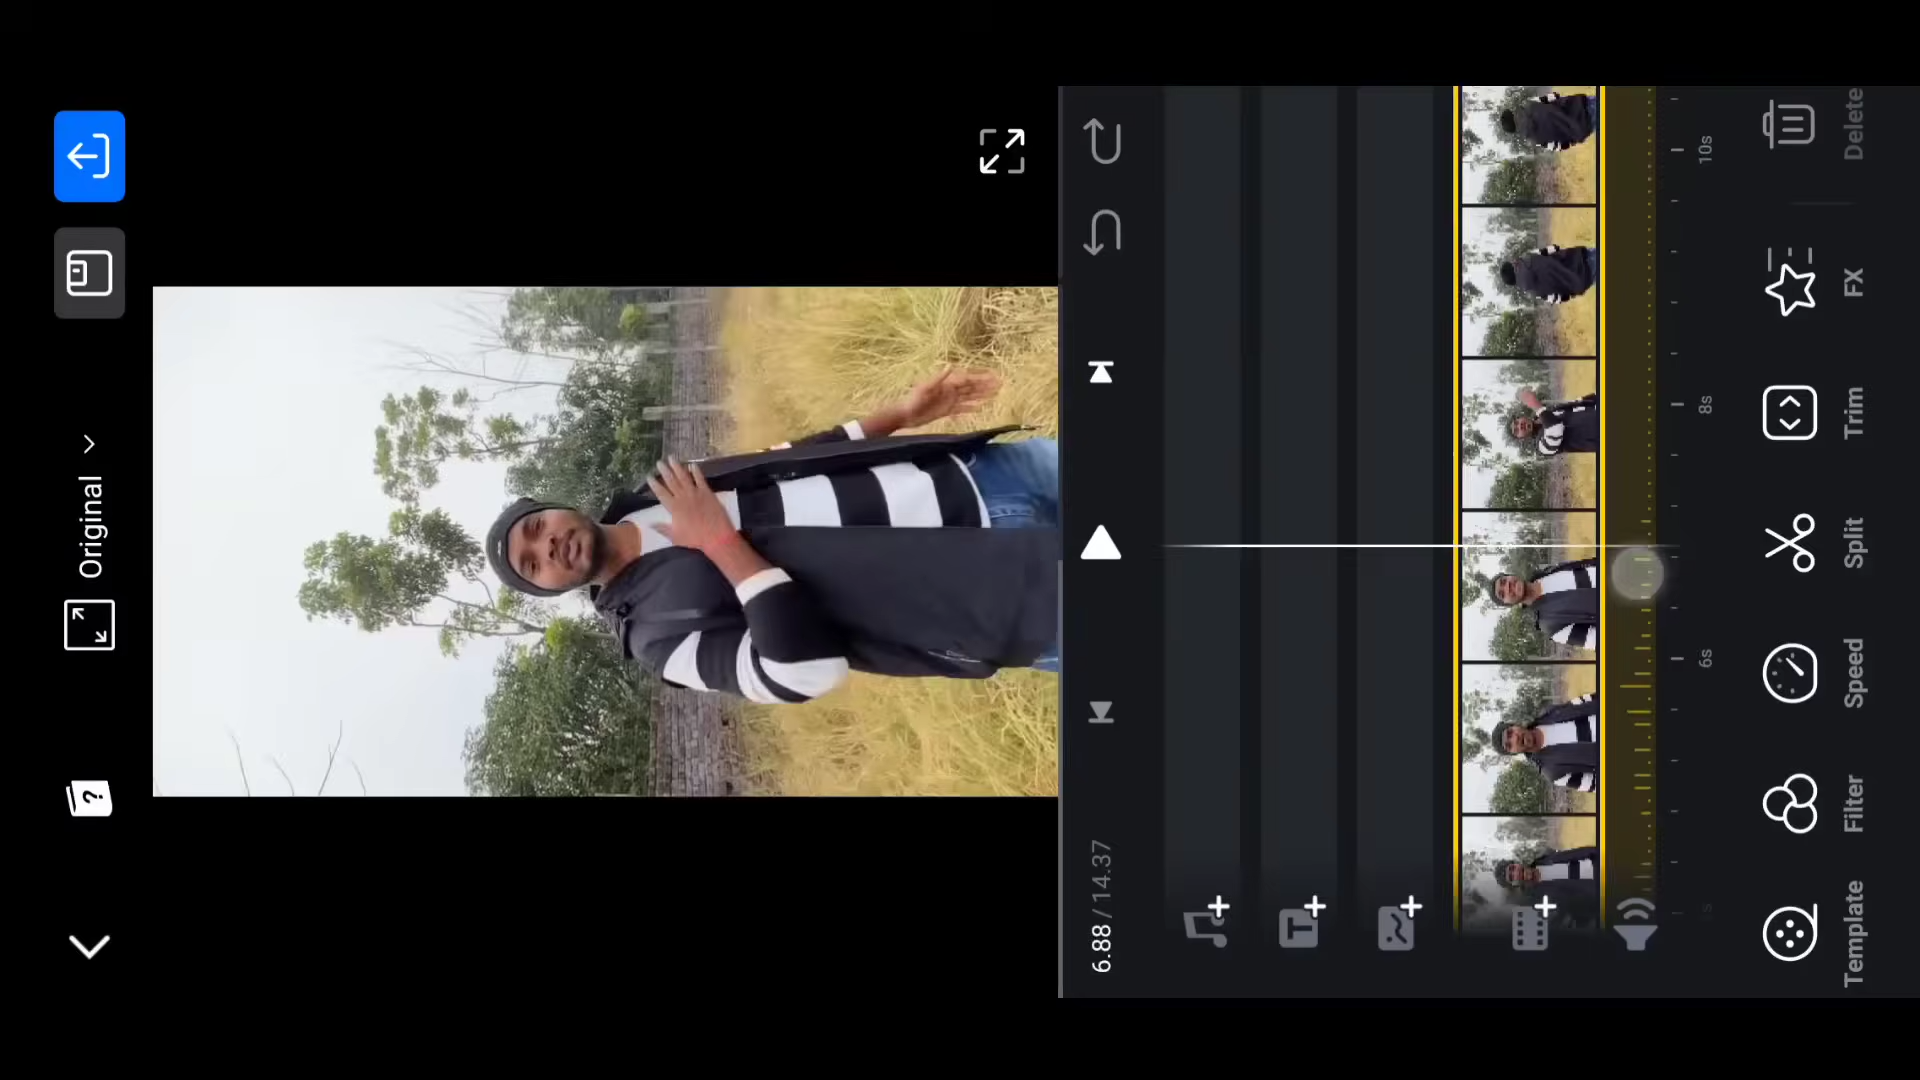 Original
?
6.88 / 14.37
T
6s
8s
10s
Template
Filter
Speed
Split
Trim
FX
Delete